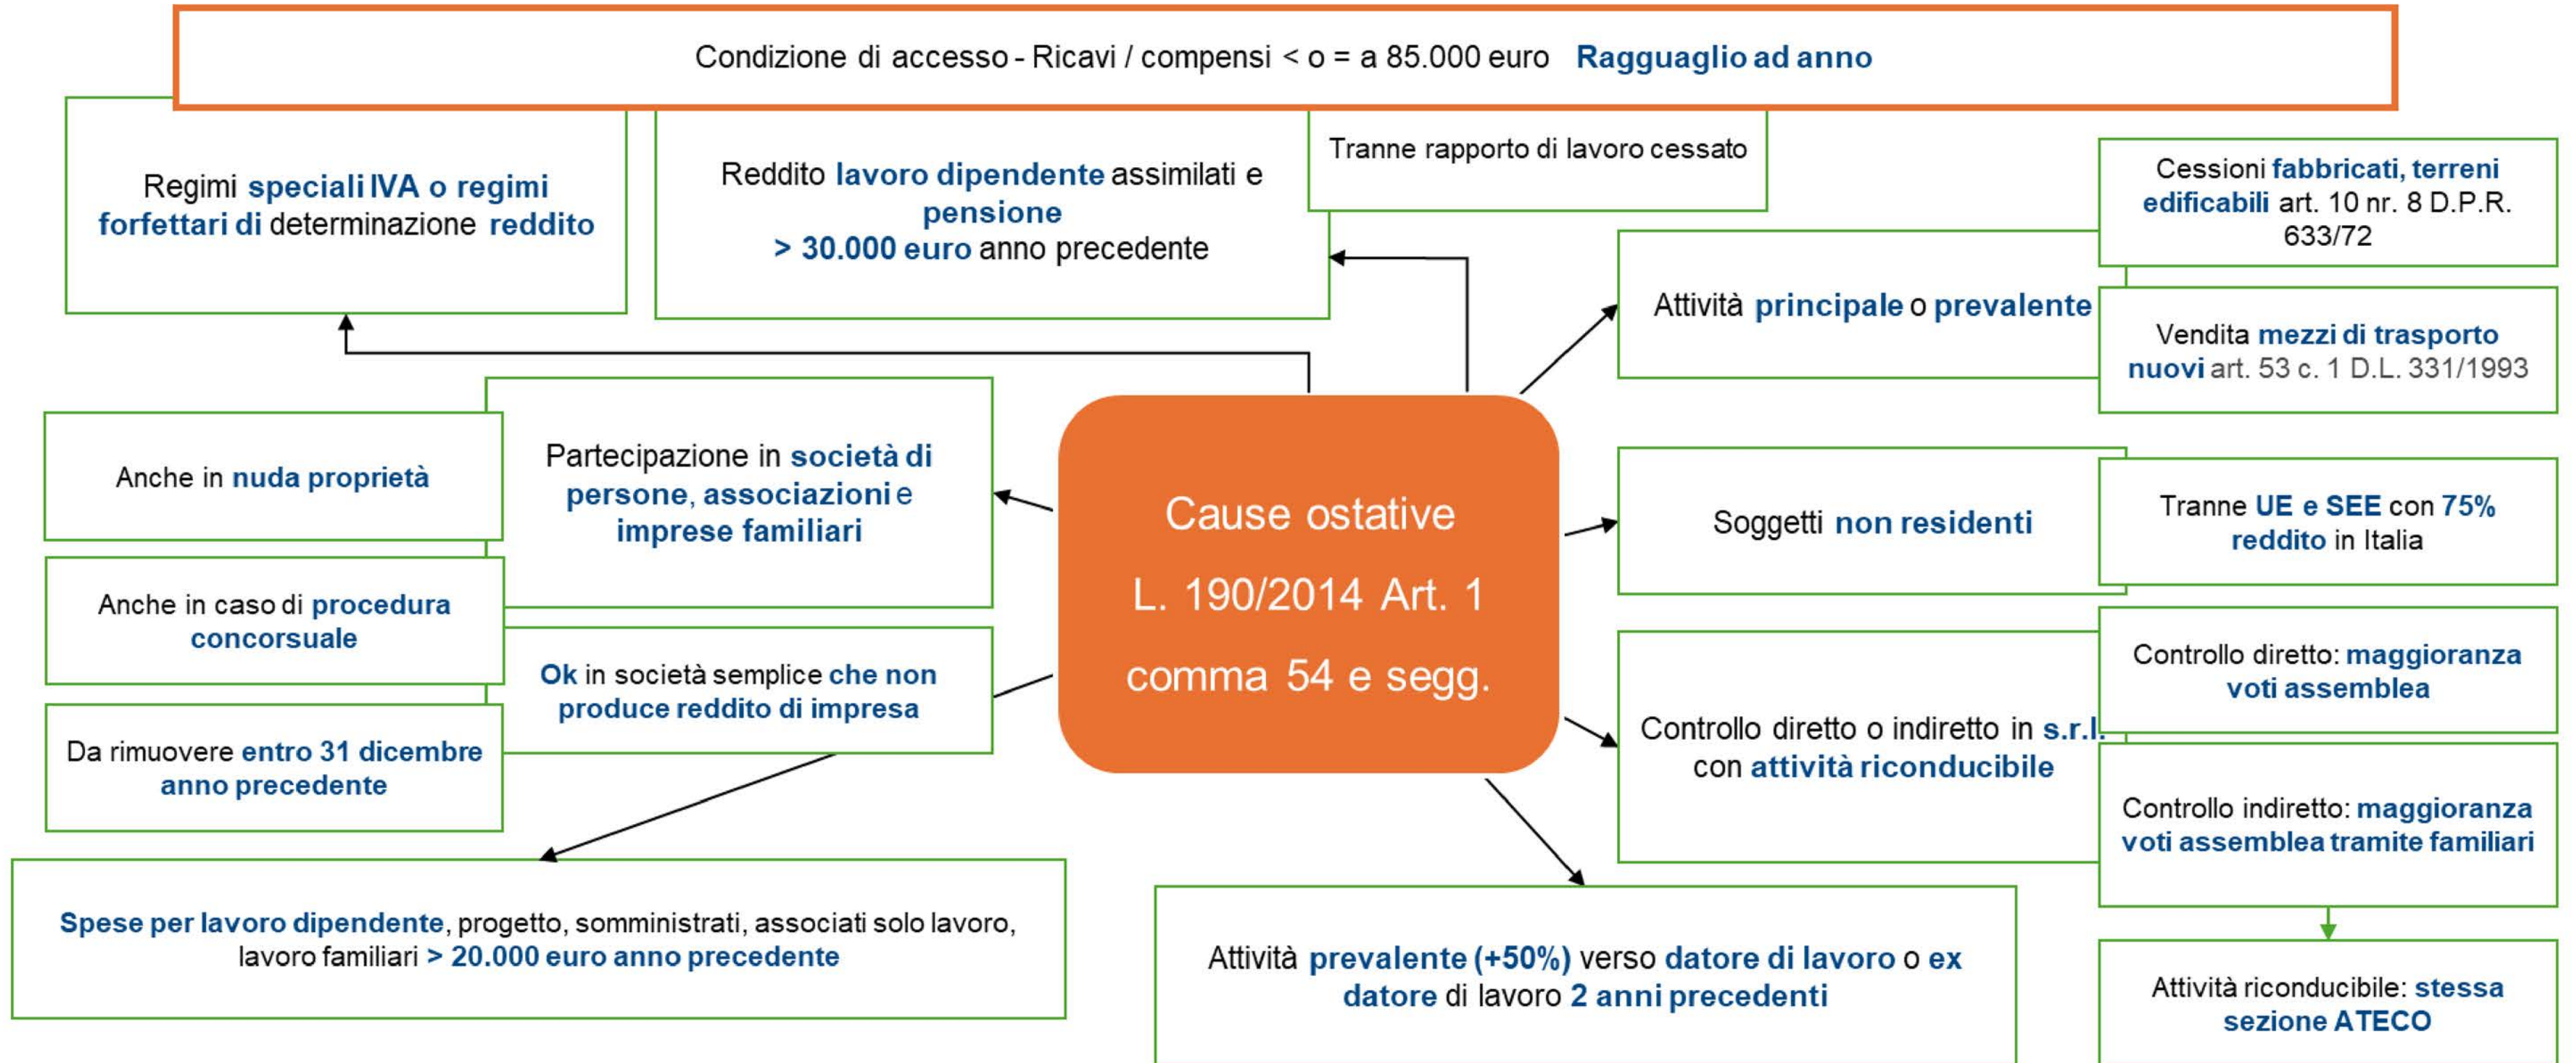 Condizione di accesso - Ricavi / compensi < o = a 85.000 euro Ragguaglio ad anno
Regimi speciali IVA o regimi
forfettari di determinazione reddito
Reddito lavoro dipendente assimilati e
pensione
> 30.000 euro anno precedente
Tranne rapporto di lavoro cessato
Attività principale o prevalente
Cessioni fabbricati, terreni
edificabili art. 10 nr. 8 D.P.R.
633/72
Vendita mezzi di trasporto
nuovi art. 53 c. 1 D.L. 331/1993
Anche in nuda proprietà
Anche in caso di procedura
concorsuale
Da rimuovere entro 31 dicembre
anno precedente
Partecipazione in società di
persone, associazioni e
imprese familiari
Ok in società semplice che non
produce reddito di impresa
Cause ostative
L. 190/2014 Art. 1
comma 54 e segg.
Soggetti non residenti
Tranne UE e SEE con 75%
reddito in Italia
Controllo diretto o indiretto in s.r.l.
con attività riconducibile
Controllo diretto: maggioranza
voti assemblea
Controllo indiretto: maggioranza
voti assemblea tramite familiari
Spese per lavoro dipendente, progetto, somministrati, associati solo lavoro,
lavoro familiari > 20.000 euro anno precedente
Attività prevalente (+50%) verso datore di lavoro o ex
datore di lavoro 2 anni precedenti
Attività riconducibile: stessa
sezione ATECO